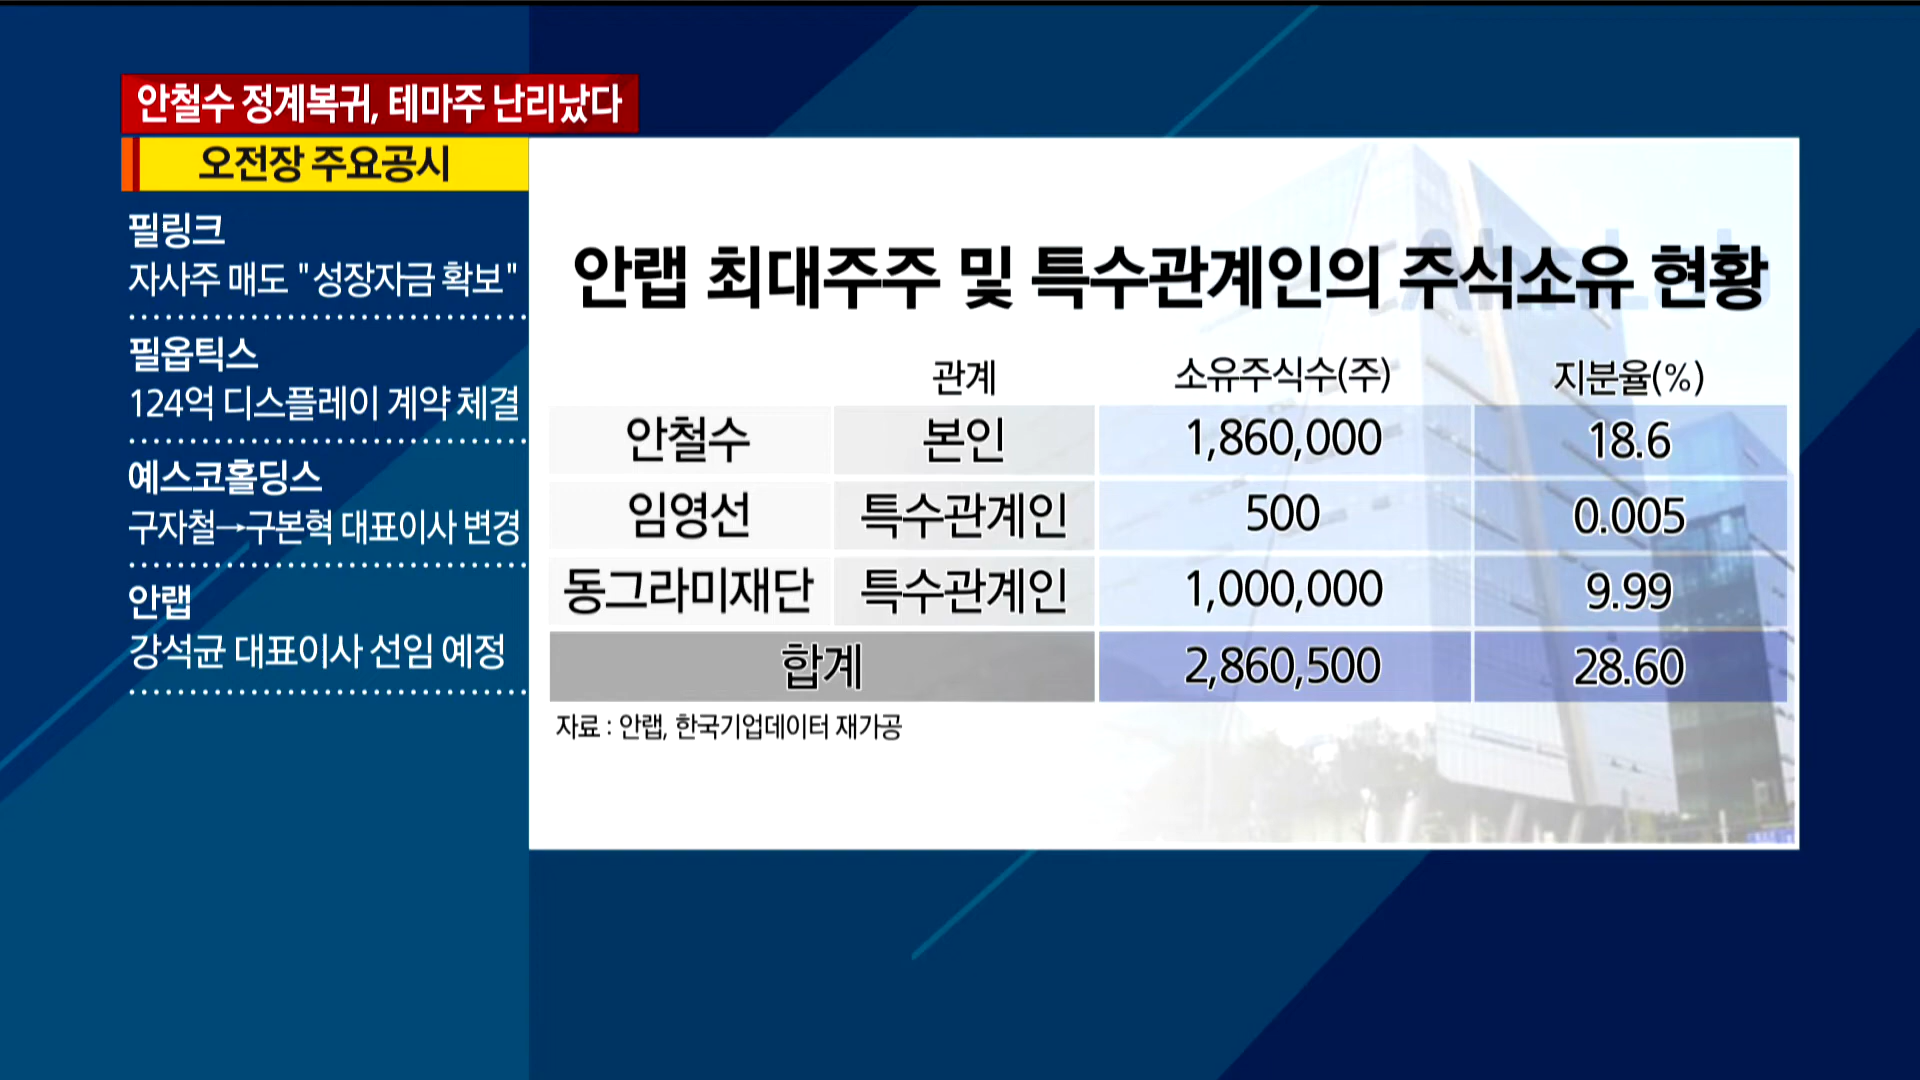 안철수 정계복귀, 테마주 난리났다
오전장 주요공시
필링크
자사주 매도 "성장자금 확보"
필옵틱스
124억 디스플레이 계약 체결
예스코홀딩스
구자철→구본혁 대표이사 변경
안랩
강석균 대표이사 선임 예정
안랩 최대주주 및 특수관계인의 주식소유 현황
관계 소유주식수(주) 지분율(%)
안철수 본인 1,860,000 18.6
임영선 특수관계인 500 0.005
동그라미재단 특수관계인 1,000,000 9.99
합계 2,860,500 28.60
자료 : 안랩, 한국기업데이터 재가공